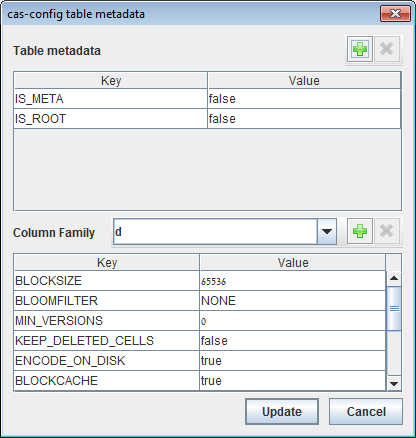 cas-config table metadata
Table metadata
Key Value
IS_META false
IS_ROOT false
Column Family d
Key Value
BLOCKSIZE 65536
BLOOMFILTER NONE
MIN_VERSIONS 0
KEEP_DELETED_CELLS false
ENCODE_ON_DISK true
BLOCKCACHE true
Update Cancel